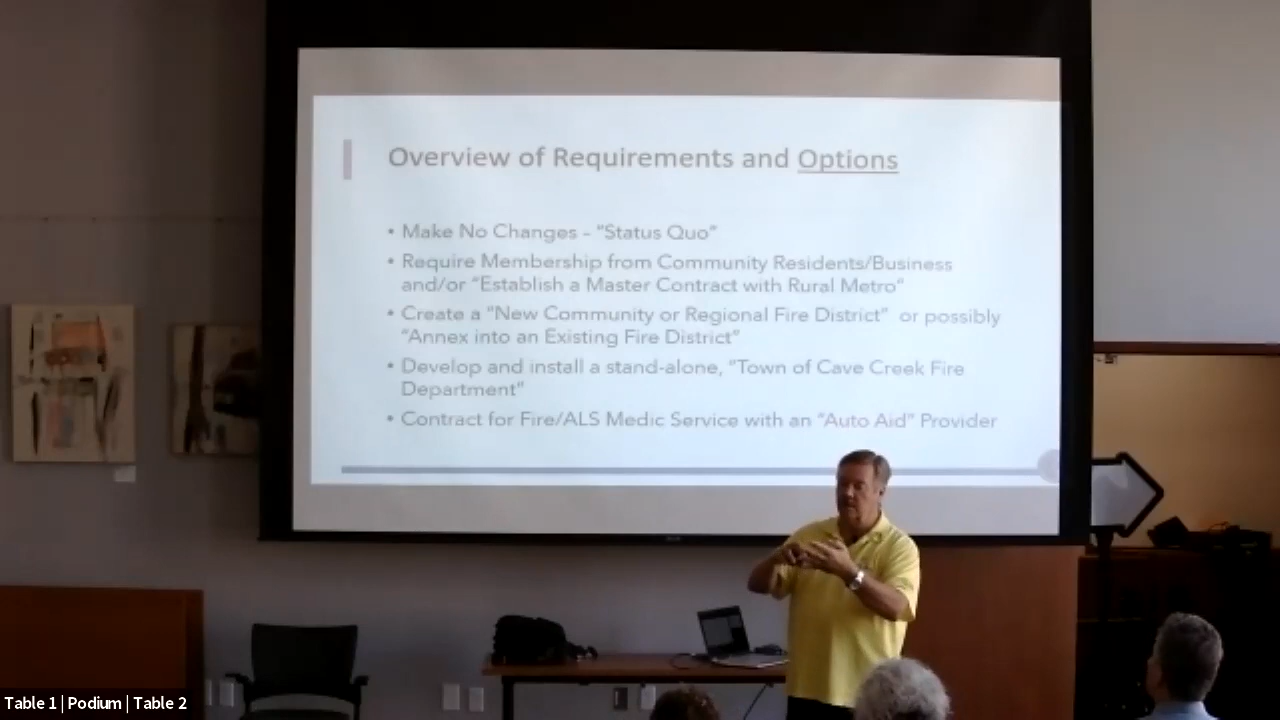 Overview of Requirements and Options
• Make No Changes – “Status Quo”
• Require Membership from Community Residents/Business
and/or “Establish a Master Contract with Rural Metro”
• Create a “New Community or Regional Fire District” or possibly
“Annex into an Existing Fire District”
• Develop and install a stand-alone, “Town of Cave Creek Fire
Department”
• Contract for Fire/ALS Medic Service with an “Auto Aid” Provider
Table 1 | Podium | Table 2